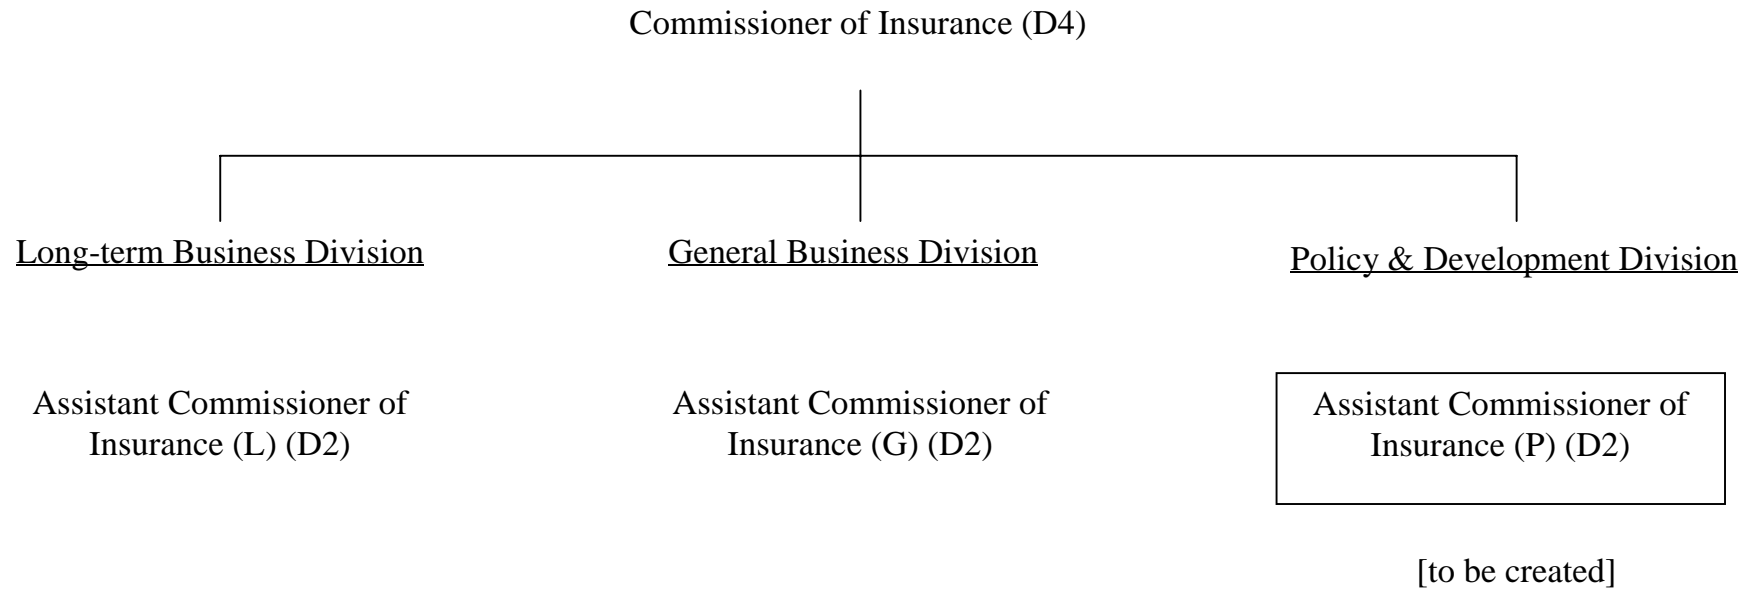 Commissioner of Insurance (D4)
Long-term Business Division
General Business Division
Policy & Development Division
Assistant Commissioner of
Insurance (L) (D2)
Assistant Commissioner of
Insurance (G) (D2)
Assistant Commissioner of
Insurance (P) (D2)
[to be created]